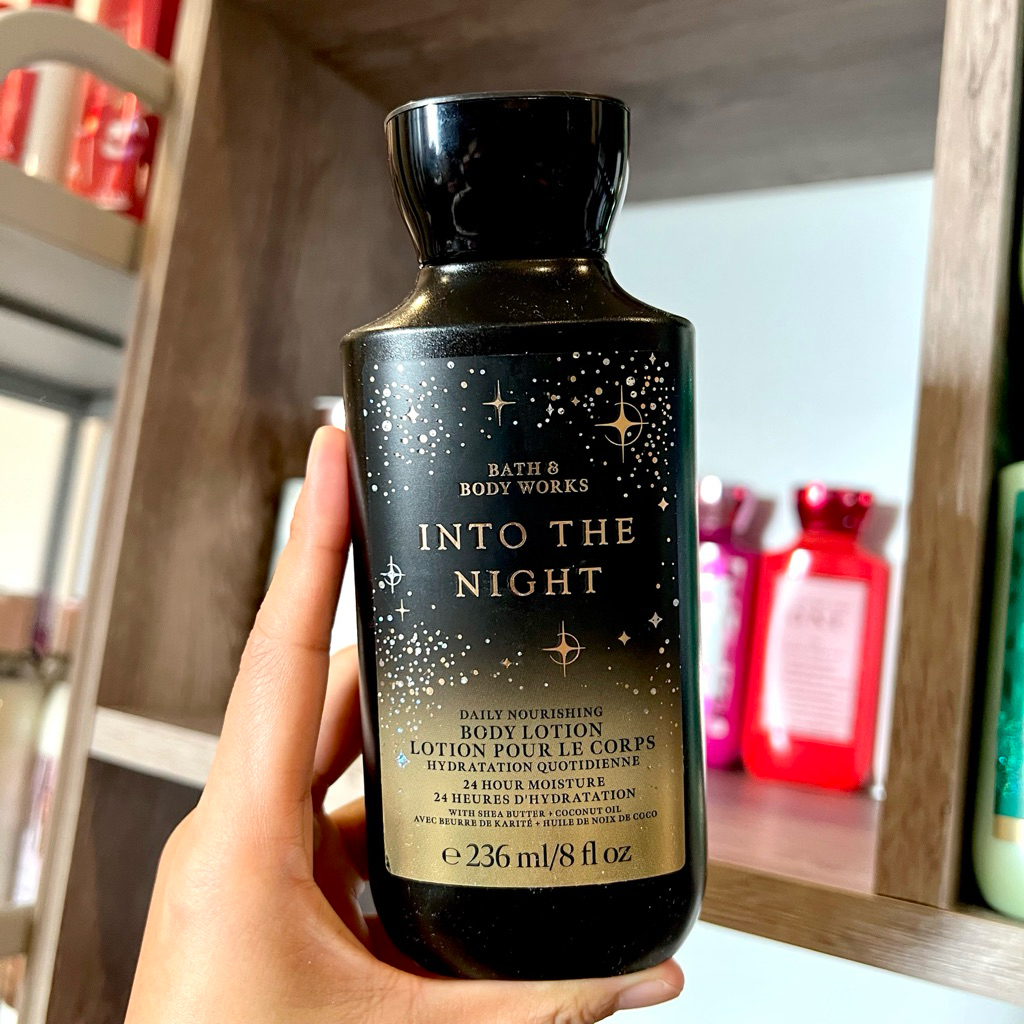 BATH &
BODY WORKS
INTO THE
NIGHT
DAILY NOURISHING
BODY LOTION
LOTION POUR LE CORPS
HYDRATATION QUOTIDIENNE
24 HOUR MOISTURE
24 HEURES D'HYDRATATION
WITH SHEA BUTTER + COCONUT OIL
AVEC BEURRE DE KARITÉ + HUILE DE NOIX DE COCO
℮ 236 ml/8 fl oz